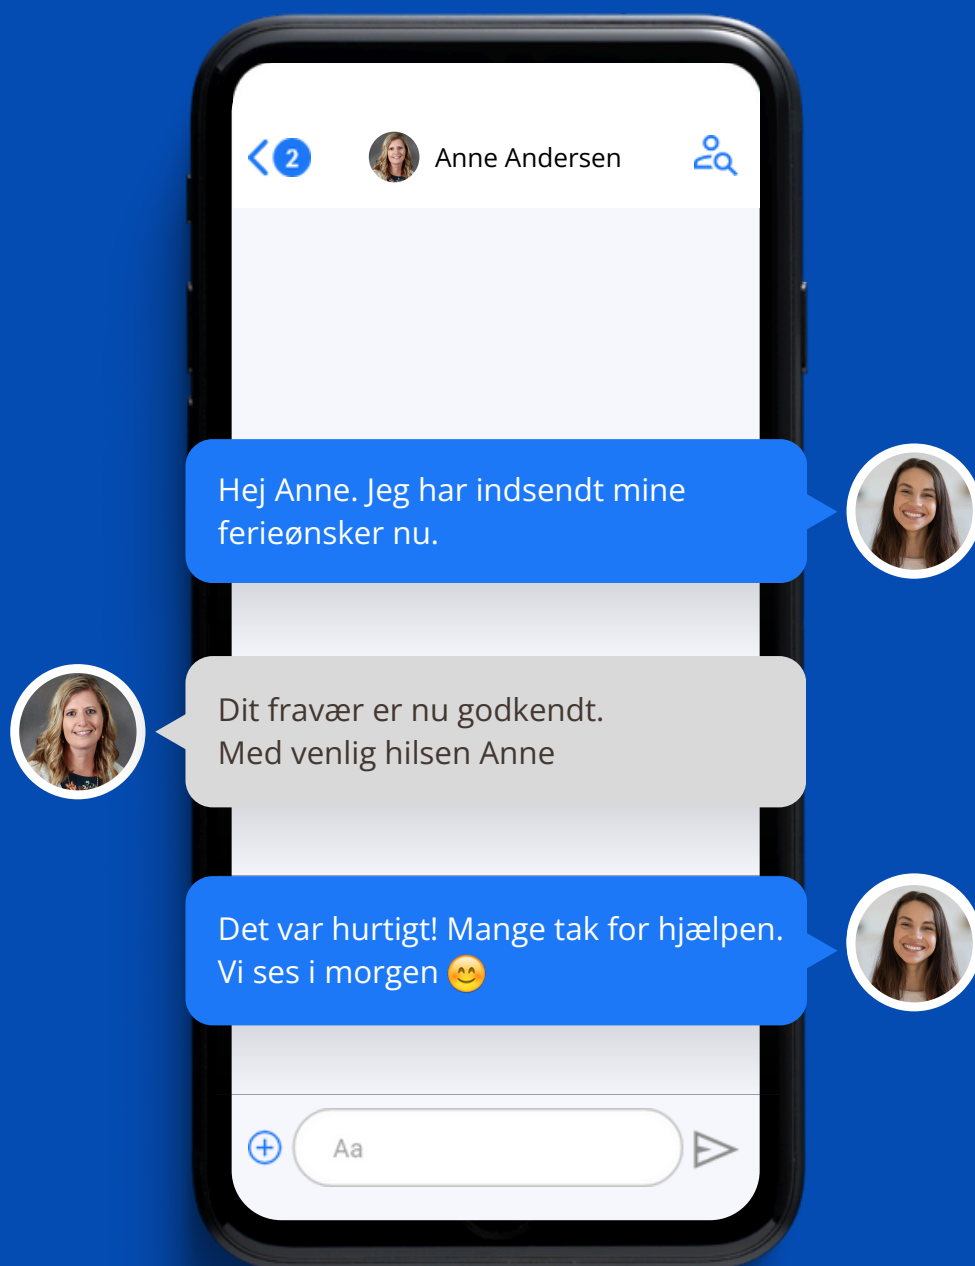 2
Anne Andersen
Hej Anne. Jeg har indsendt mine
ferieønsker nu.
Dit fravær er nu godkendt.
Med venlig hilsen Anne
Det var hurtigt! Mange tak for hjælpen.
Vi ses i morgen 😊
Aa